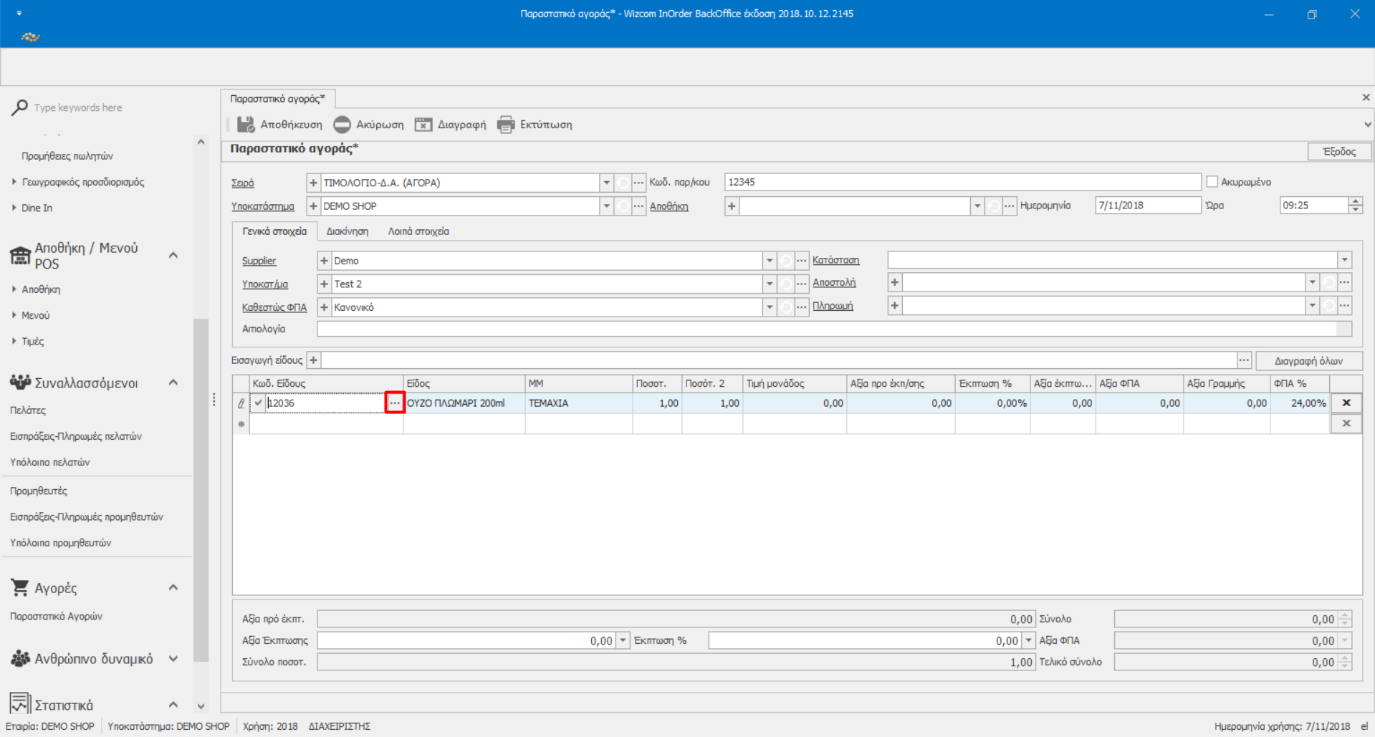 Παραστατικό αγοράς* - Wizcom InOrder BackOffice έκδοση 2018.10.12.2145
Type keywords here
Προμήθειες πωλητών
Γεωγραφικός προσδιορισμός
Dine In
Αποθήκη / Μενού
POS
Αποθήκη
Μενού
Τιμές
Συναλλασσόμενοι
Πελάτες
Εισπράξεις-Πληρωμές πελατών
Υπόλοιπα πελατών
Προμηθευτές
Εισπράξεις-Πληρωμές προμηθευτών
Υπόλοιπα προμηθευτών
Αγορές
Παραστατικά Αγορών
Ανθρώπινο δυναμικό
Στατιστικά
Παραστατικό αγοράς*
Αποθήκευση Ακύρωση Διαγραφή Εκτύπωση
Παραστατικό αγοράς* Έξοδος
Σειρά ΤΙΜΟΛΟΓΙΟ-Δ.Α. (ΑΓΟΡΑ) Κωδ. παρ/κου 12345 Ακυρωμένο
Υποκατάστημα DEMO SHOP Αποθήκη Ημερομηνία 7/11/2018 Ώρα 09:25
Γενικά στοιχεία Διακίνηση Λοιπά στοιχεία
Supplier Demo Κατάσταση
Υποκατ/μα Test 2 Αποστολή
Καθεστώς ΦΠΑ Κανονικό Πληρωμή
Αιτιολογία
Εισαγωγή είδους Διαγραφή όλων
Κωδ. Είδους Είδος ΜΜ Ποσοτ. Ποσότ. 2 Τιμή μονάδος Αξία προ έκπ/σης Έκπτωση % Αξία έκπτω... Αξία ΦΠΑ Αξία Γραμμής ΦΠΑ %
12036 ... ΟΥΖΟ ΠΛΩΜΑΡΙ 200ml ΤΕΜΑΧΙΑ 1,00 1,00 0,00 0,00 0,00% 0,00 0,00 0,00 24,00%
Αξία πρό έκπτ. 0,00 Σύνολο 0,00
Αξία Έκπτωσης 0,00 Έκπτωση % 0,00 Αξία ΦΠΑ 0,00
Σύνολο ποσοτ. 1,00 Τελικό σύνολο 0,00
Εταιρία: DEMO SHOP Υποκατάστημα: DEMO SHOP Χρήση: 2018 ΔΙΑΧΕΙΡΙΣΤΗΣ Ημερομηνία χρήσης: 7/11/2018 el